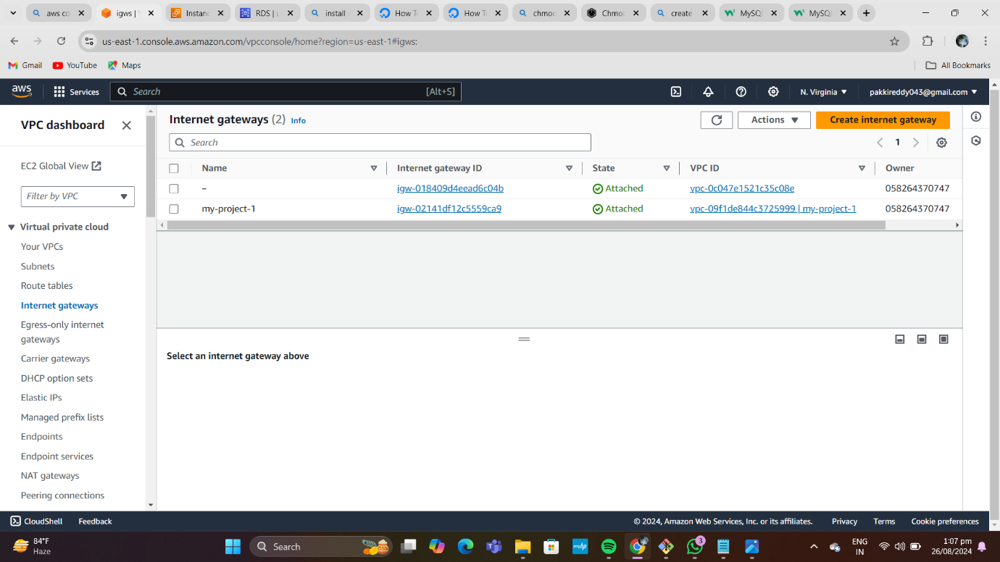 aws co
igws | V
Instanc
RDS | u
install
How T
How T
chmoc
Chmo
create
MySQ
MySQ
us-east-1.console.aws.amazon.com/vpcconsole/home?region=us-east-1#igws:
Gmail YouTube Maps All Bookmarks
aws Services Search [Alt+S] N. Virginia pakkireddy043@gmail.com
VPC dashboard
EC2 Global View
Filter by VPC
Virtual private cloud
Your VPCs
Subnets
Route tables
Internet gateways
Egress-only internet
gateways
Carrier gateways
DHCP option sets
Elastic IPs
Managed prefix lists
Endpoints
Endpoint services
NAT gateways
Peering connections
Internet gateways (2) Info
Actions Create internet gateway
Search
1
Name Internet gateway ID State VPC ID Owner
– igw-018409d4eead6c04b Attached vpc-0c047e1521c35c08e 058264370747
my-project-1 igw-02141df12c5559ca9 Attached vpc-09f1de844c3725999 | my-project-1 058264370747
Select an internet gateway above
CloudShell Feedback © 2024, Amazon Web Services, Inc. or its affiliates. Privacy Terms Cookie preferences
84°F
Haze
Search
myhp
3
ENG
IN
1:07 pm
26/08/2024